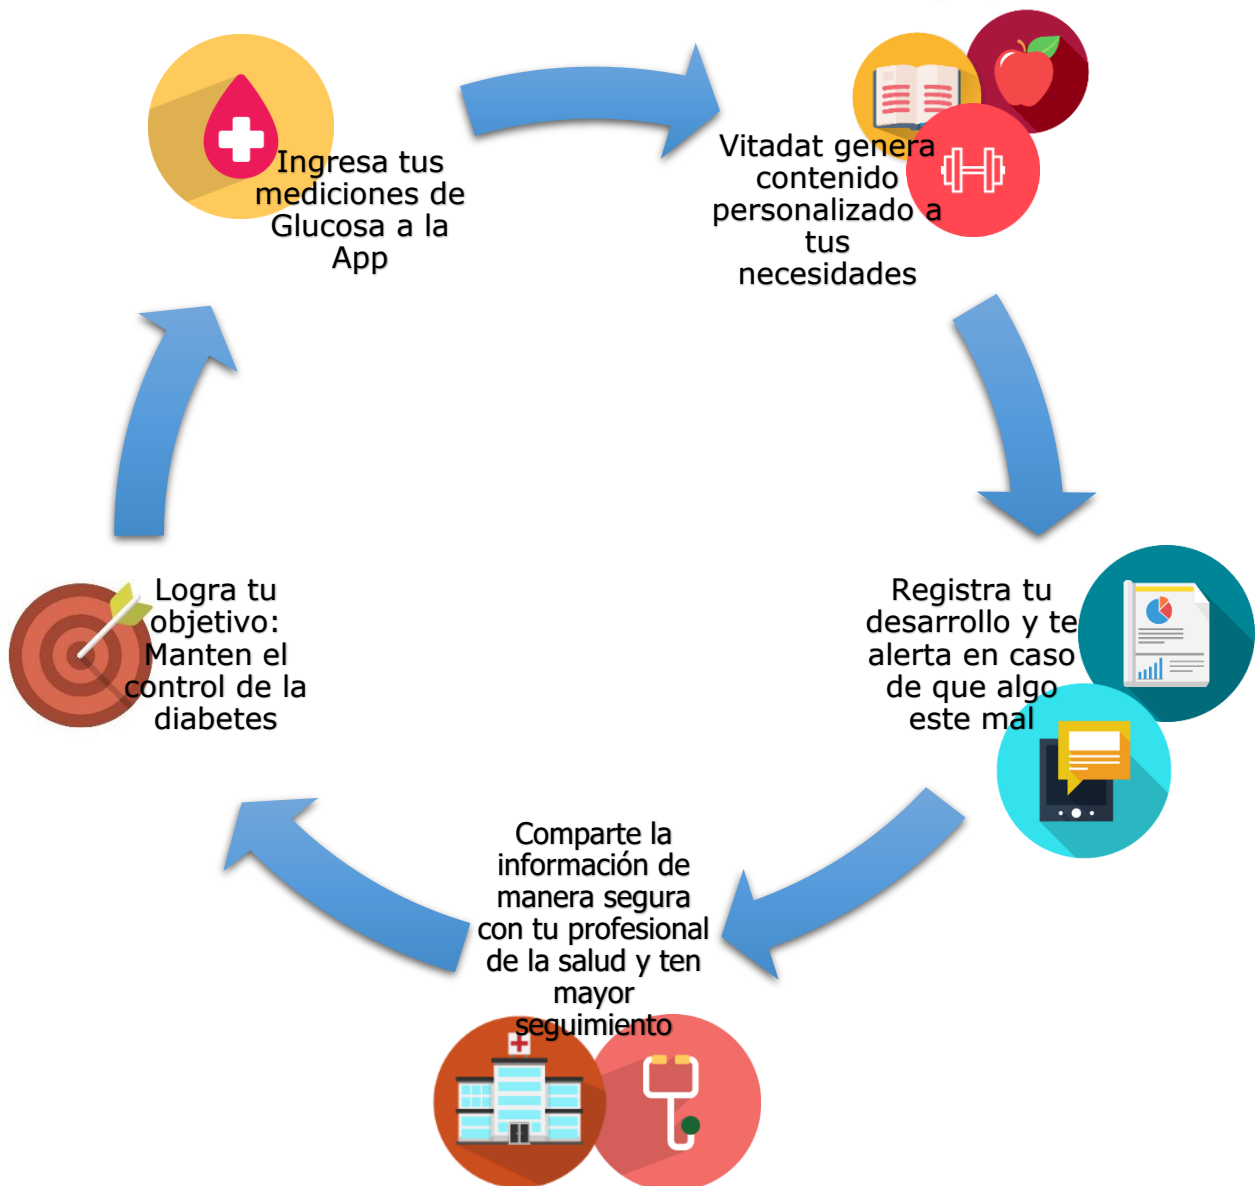 Ingresa tus
mediciones de
Glucosa a la
App
Vitadat genera
contenido
personalizado a
tus
necesidades
Registra tu
desarrollo y te
alerta en caso
de que algo
este mal
Comparte la
información de
manera segura
con tu profesional
de la salud y ten
mayor
seguimiento
Logra tu
objetivo:
Manten el
control de la
diabetes